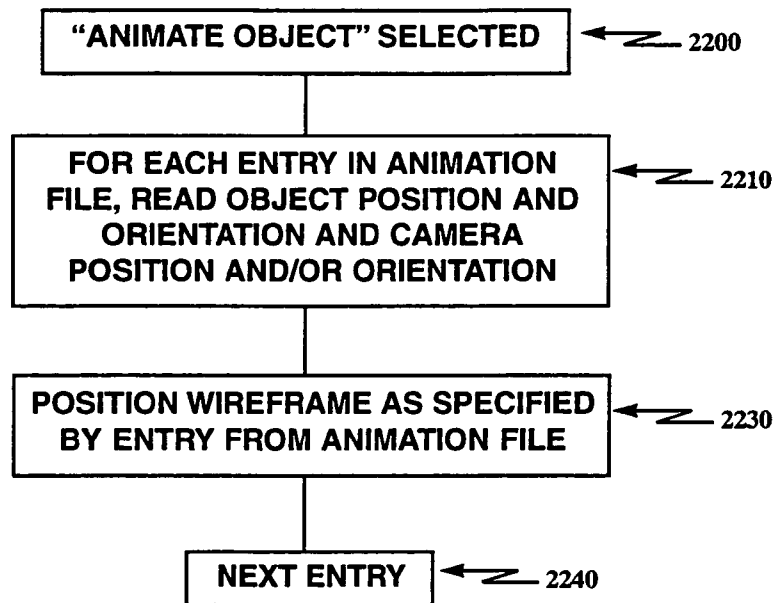 “ANIMATE OBJECT” SELECTED
2200
FOR EACH ENTRY IN ANIMATION
FILE, READ OBJECT POSITION AND
ORIENTATION AND CAMERA
POSITION AND/OR ORIENTATION
2210
POSITION WIREFRAME AS SPECIFIED
BY ENTRY FROM ANIMATION FILE
2230
NEXT ENTRY
2240